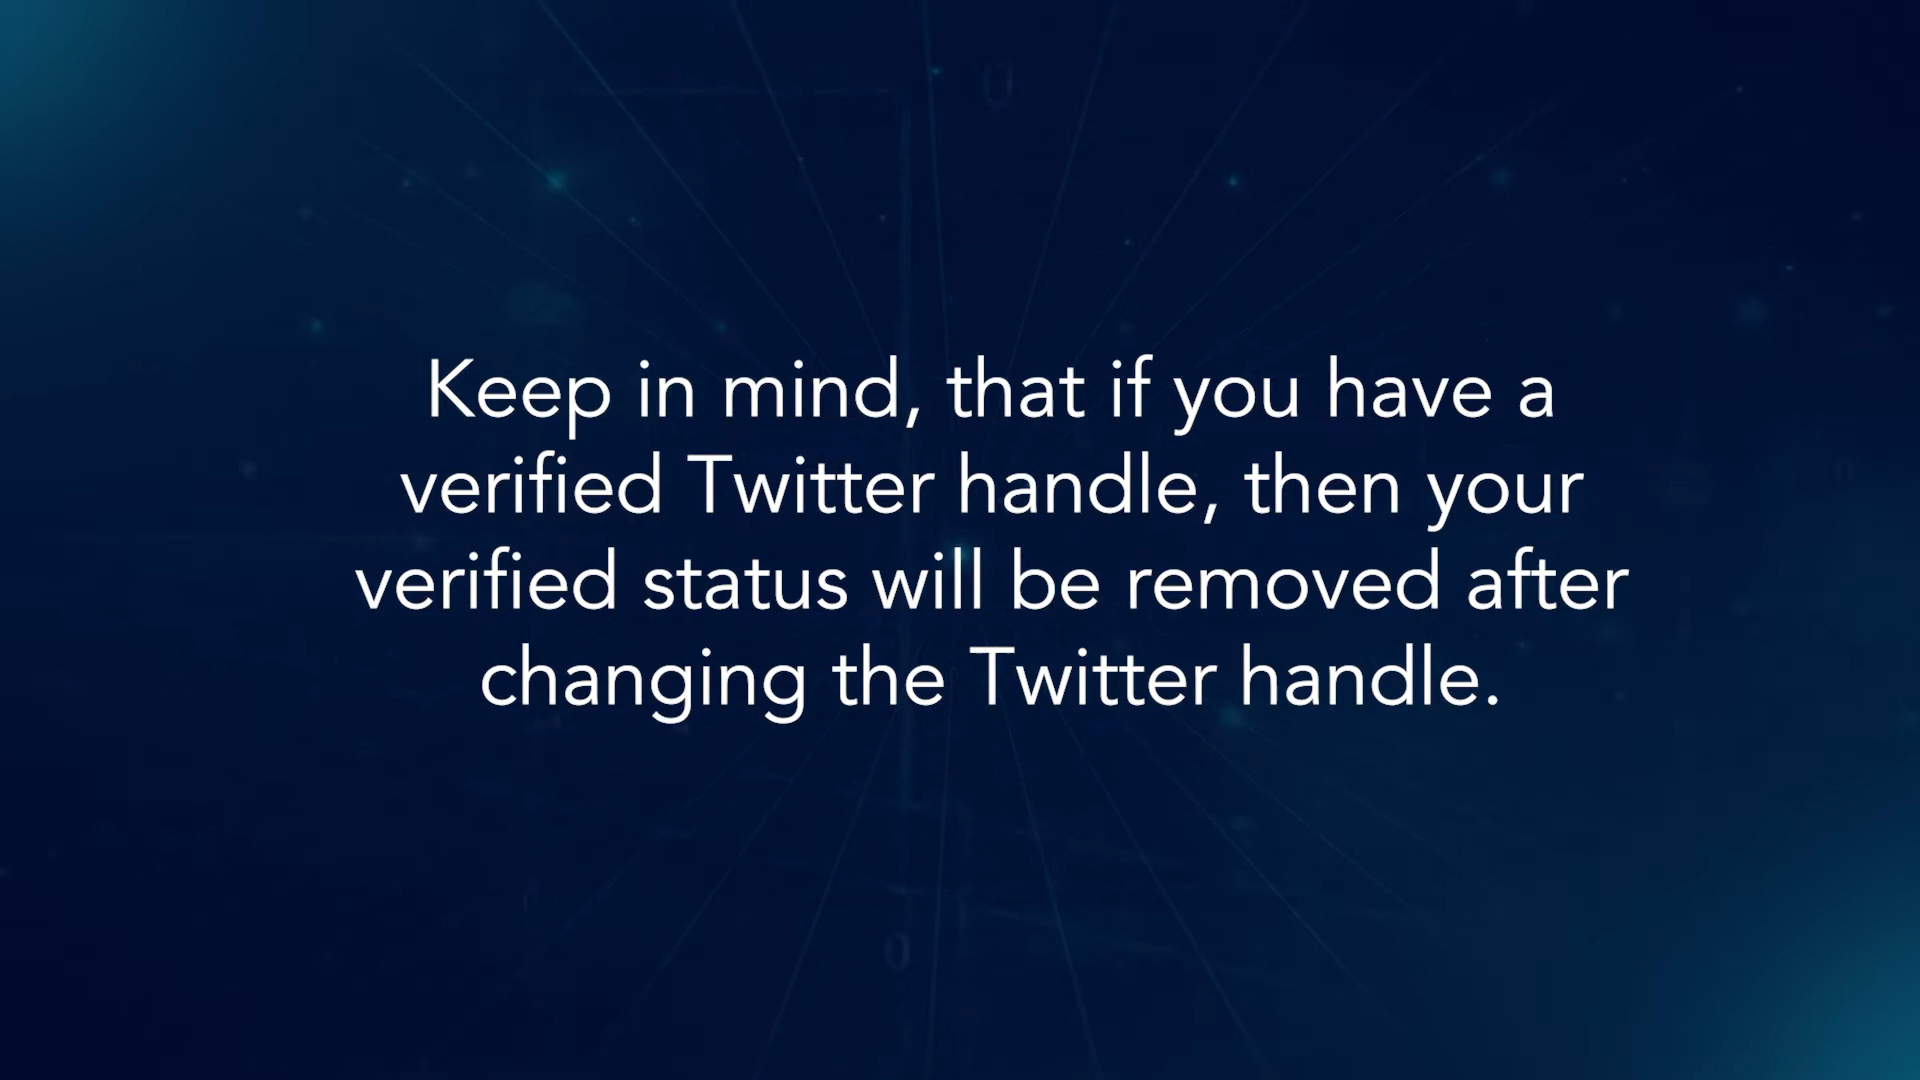 Keep in mind, that if you have a
verified Twitter handle, then your
verified status will be removed after
changing the Twitter handle.